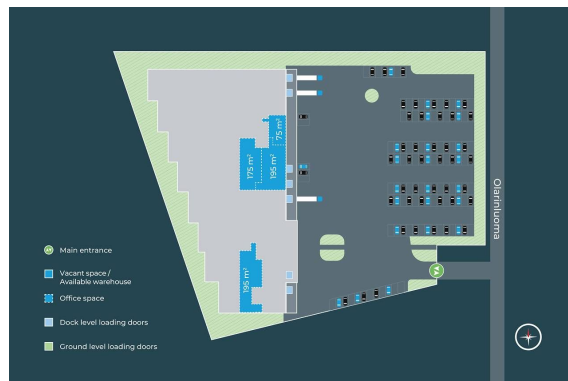 75 m²
175 m²
195 m²
195 m²
Olarinluoma
Main entrance
Vacant space /
Available warehouse
Office space
Dock level loading doors
Ground level loading doors